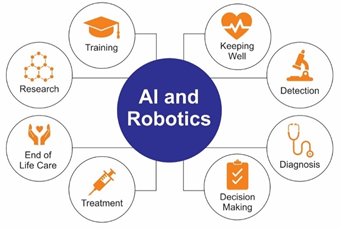 Training
Keeping
Well
Research
Detection
AI and
Robotics
End of
Life Care
Diagnosis
Treatment
Decision
Making